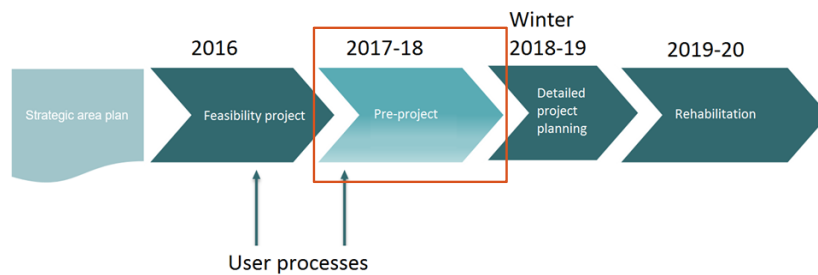 Winter
2016
2017-18
2018-19
2019-20
Strategic area plan
Feasibility project
Pre-project
Detailed
project
planning
Rehabilitation
User processes